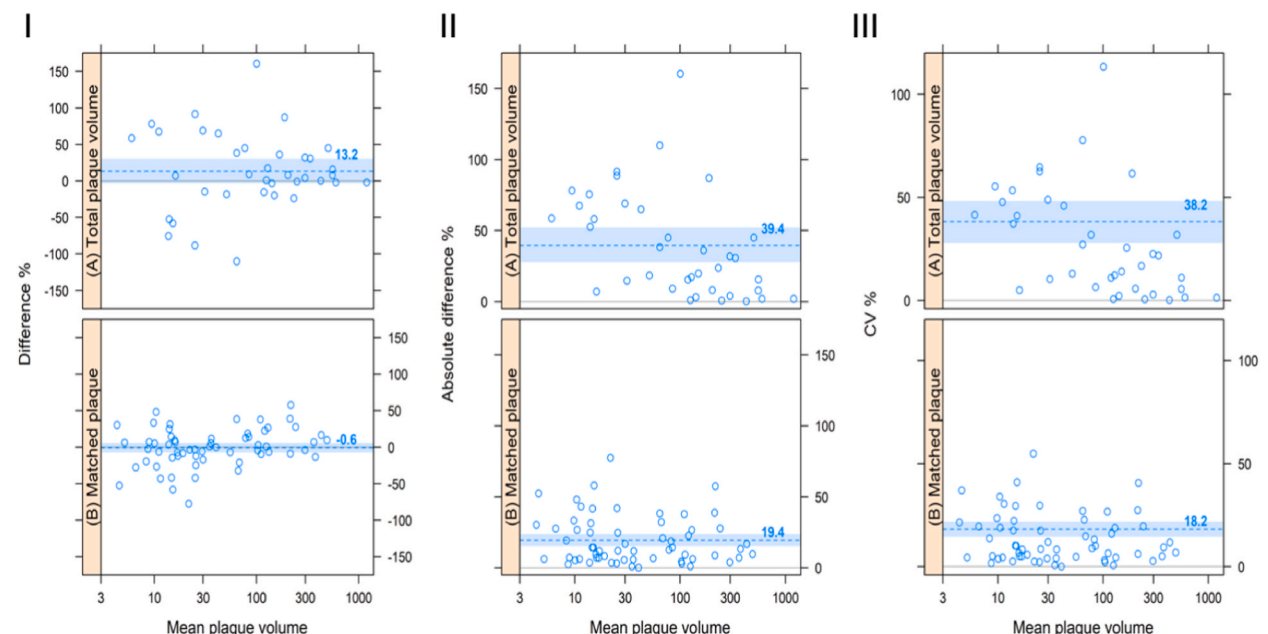 I
II
III
Difference %
(A) Total plaque volume
150
100
50
0
-50
-100
-150
13.2
(B) Matched plaque
150
100
50
0
-50
-100
-150
-0.6
3 10 30 100 300 1000
Mean plaque volume
Absolute difference %
(A) Total plaque volume
150
100
50
0
39.4
(B) Matched plaque
150
100
50
0
19.4
3 10 30 100 300 1000
Mean plaque volume
CV %
(A) Total plaque volume
100
50
0
38.2
(B) Matched plaque
100
50
0
18.2
3 10 30 100 300 1000
Mean plaque volume